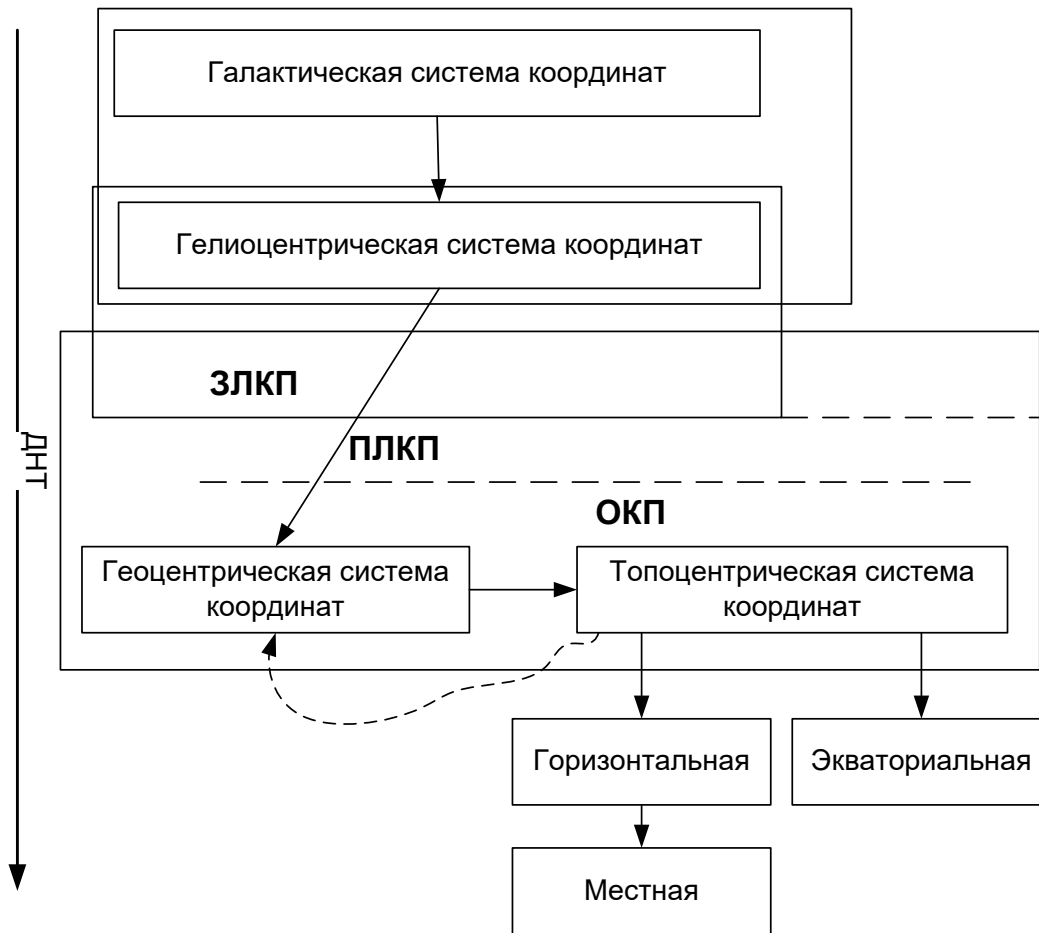 Галактическая система координат
Гелиоцентрическая система координат
ЗЛКП
ДНТ
ПЛКП
ОКП
Геоцентрическая система
координат
Топоцентрическая система
координат
Горизонтальная
Экваториальная
Местная